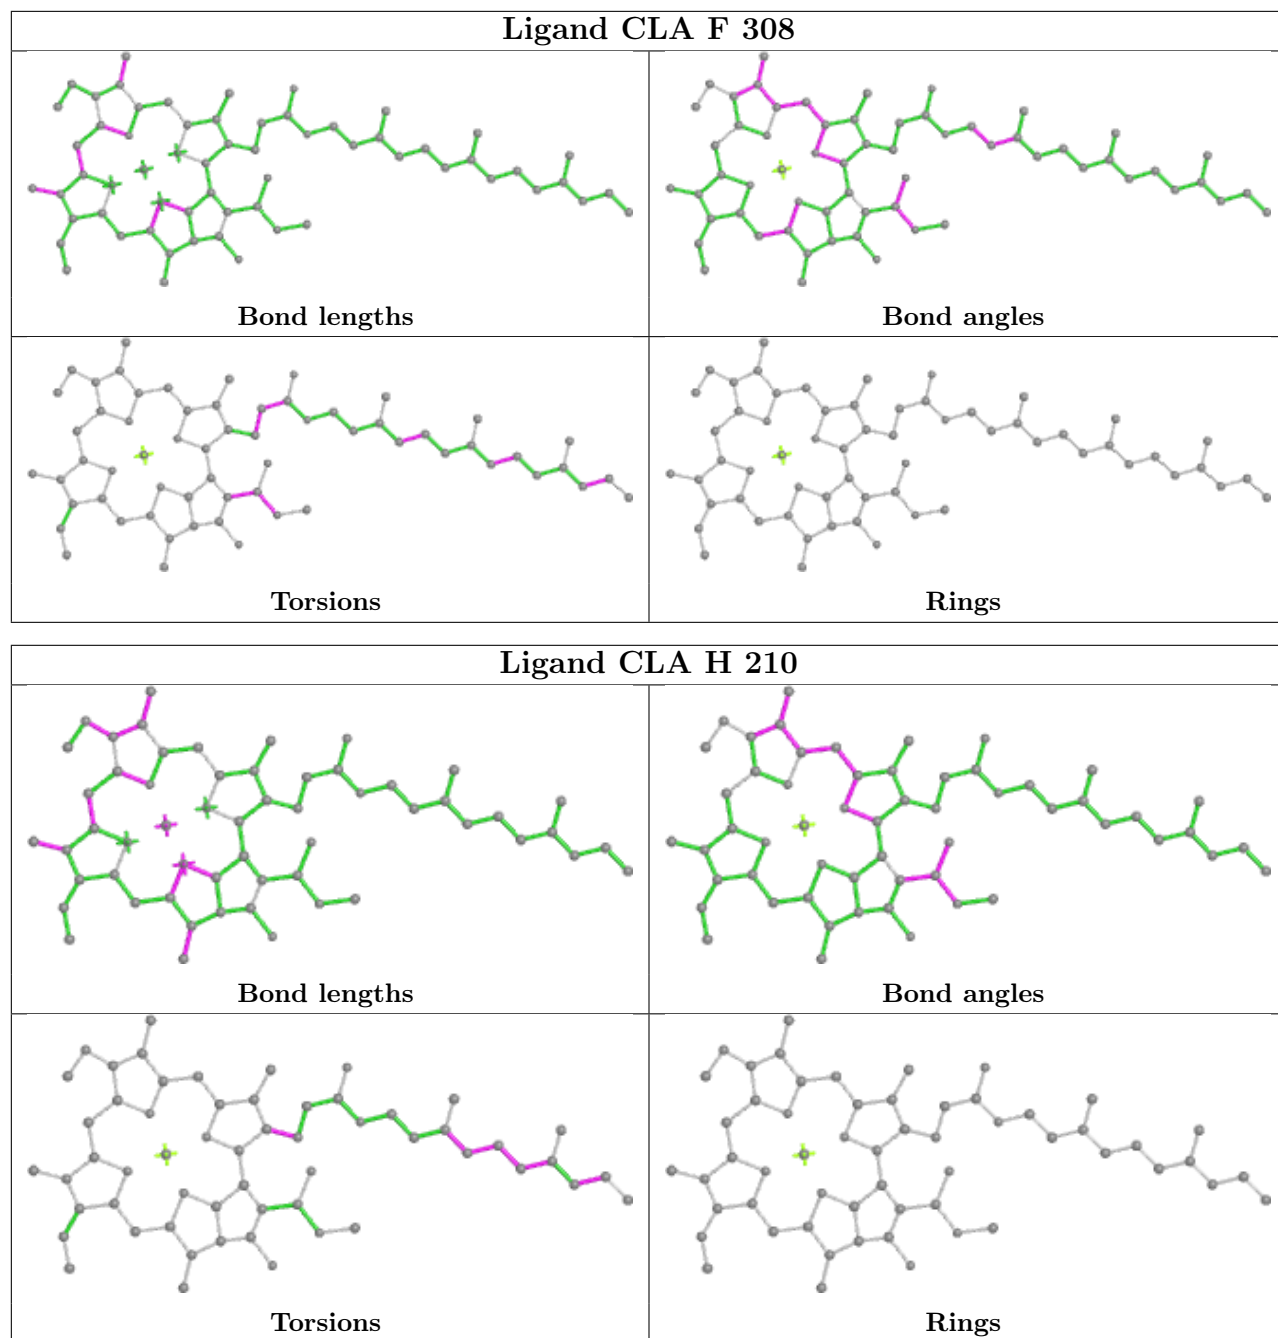 Ligand CLA F 308
Bond lengths
Bond angles
Torsions
Rings
Ligand CLA H 210
Bond lengths
Bond angles
Torsions
Rings